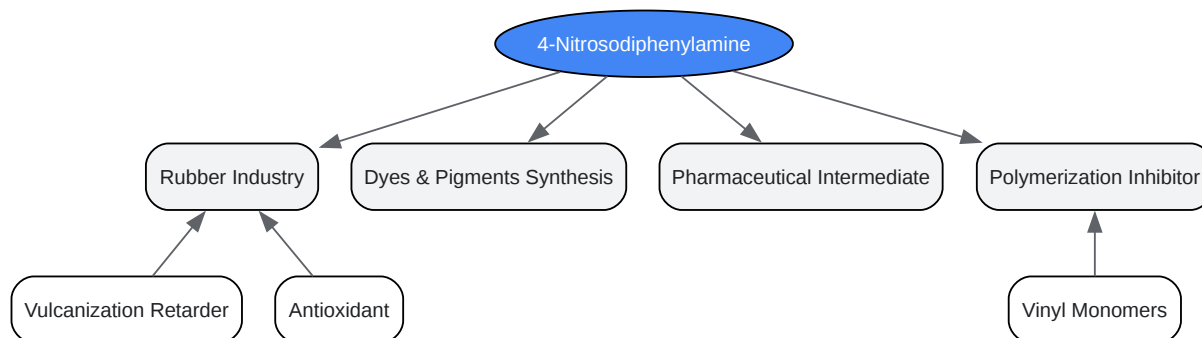 4-Nitrosodiphenylamine
Rubber Industry
Dyes & Pigments Synthesis
Pharmaceutical Intermediate
Polymerization Inhibitor
Vulcanization Retarder
Antioxidant
Vinyl Monomers